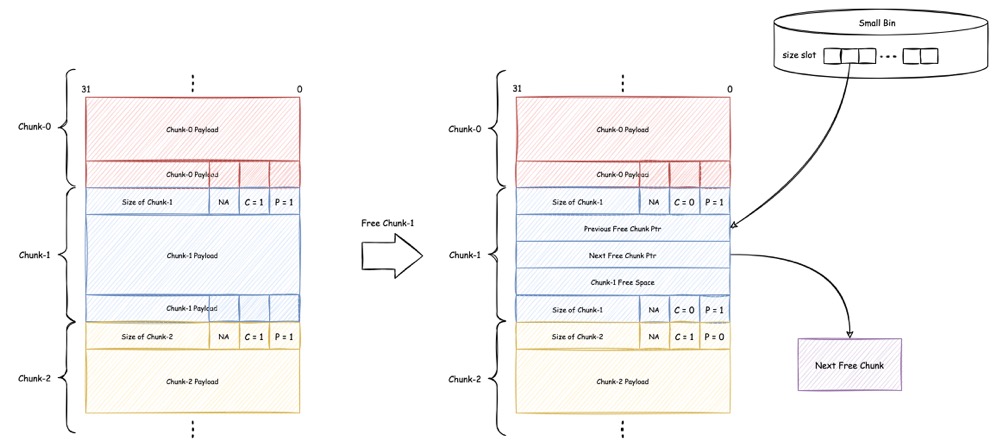 Small Bin
size slot
31
0
Chunk-0
Chunk-0 Payload
Chunk-0 Payload
Chunk-1
Size of Chunk-1 NA C = 1 P = 1
Chunk-1 Payload
Chunk-1 Payload
Chunk-2
Size of Chunk-2 NA C = 1 P = 1
Chunk-2 Payload
Free Chunk-1
31
0
Chunk-0
Chunk-0 Payload
Chunk-0 Payload
Chunk-1
Size of Chunk-1 NA C = 0 P = 1
Previous Free Chunk Ptr
Next Free Chunk Ptr
Chunk-1 Free Space
Size of Chunk-1 NA C = 0 P = 1
Chunk-2
Size of Chunk-2 NA C = 1 P = 0
Chunk-2 Payload
Next Free Chunk